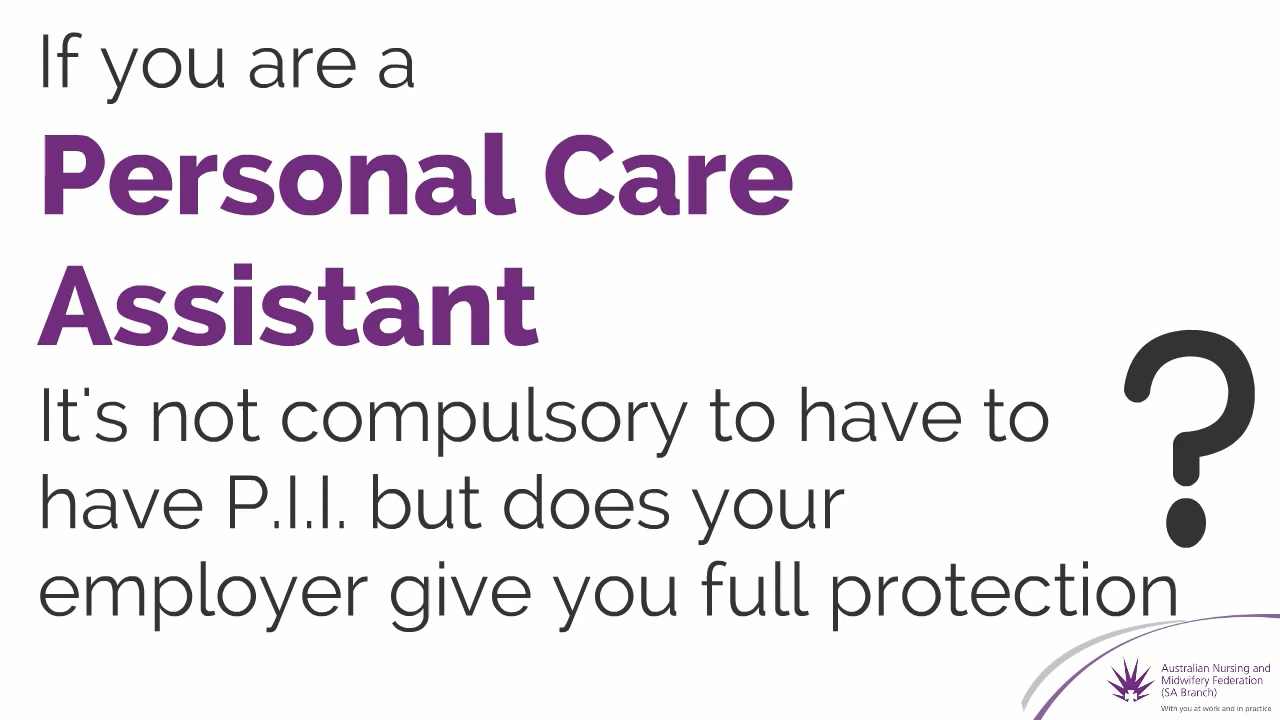 If you are a
Personal Care
Assistant
It's not compulsory to have to
have P.I.I. but does your
employer give you full protection
?
Australian Nursing and
Midwifery Federation
(SA Branch)
With you at work and in practice